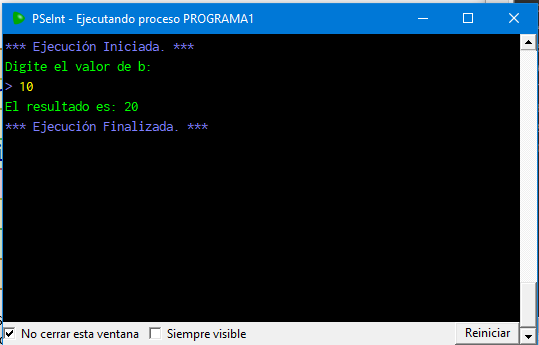 PSeInt - Ejecutando proceso PROGRAMA1
*** Ejecución Iniciada. ***
Digite el valor de b:
> 10
El resultado es: 20
*** Ejecución Finalizada. ***
No cerrar esta ventana Siempre visible Reiniciar